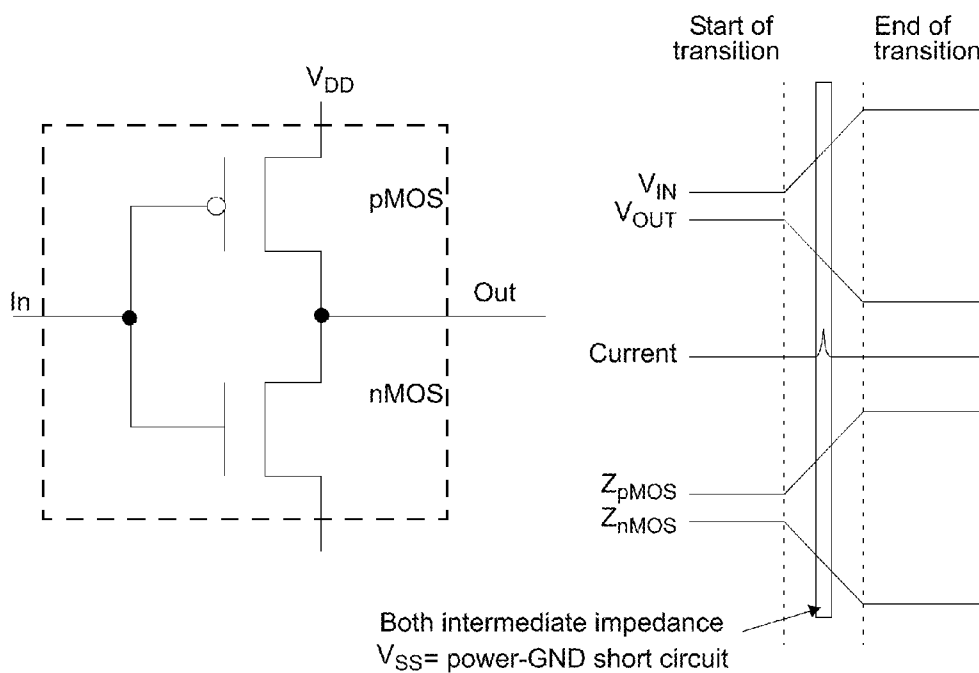 Start of
transition
End of
transition
V_DD
pMOS
V_IN
V_OUT
In
Out
Current
nMOS
Z_pMOS
Z_nMOS
Both intermediate impedance
V_SS= power-GND short circuit